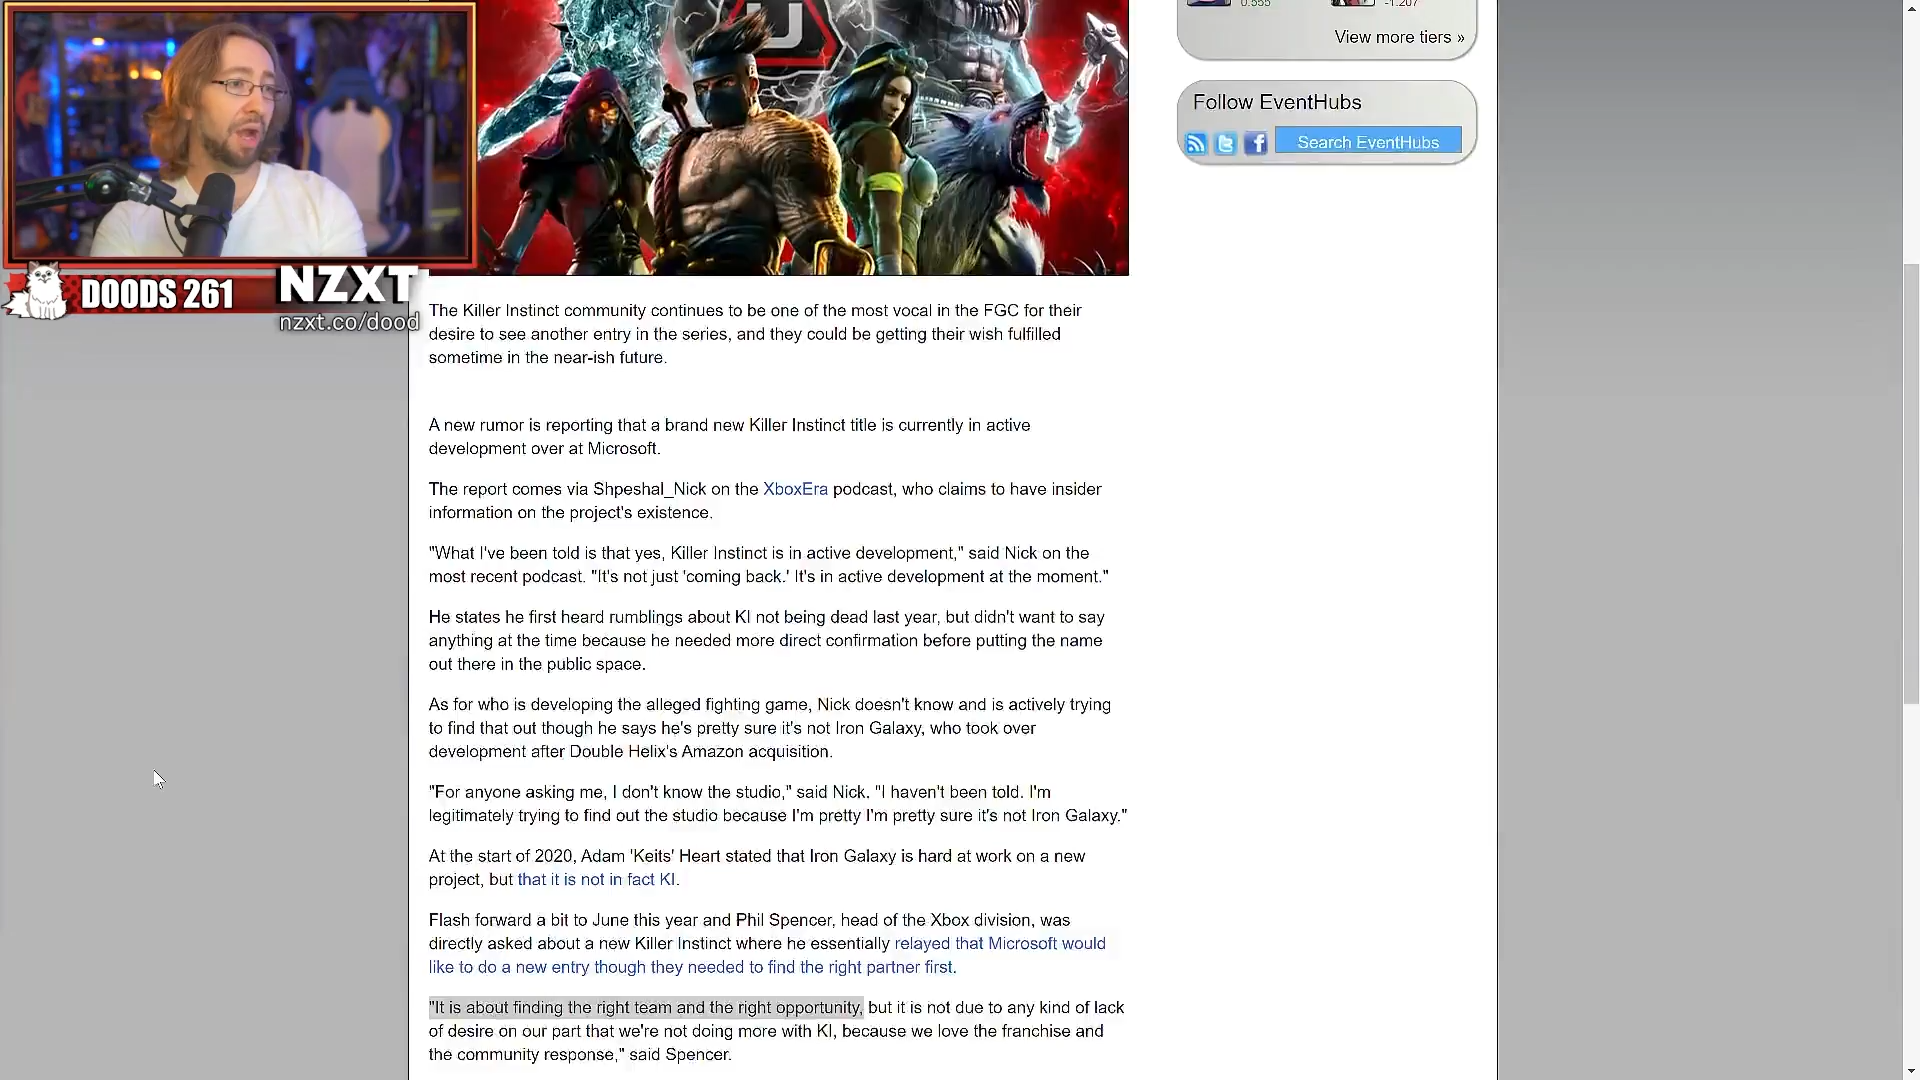 0.555
-1.207
View more tiers »
Follow EventHubs
Search EventHubs
DOODS 261
NZXT
nzxt.co/dood
The Killer Instinct community continues to be one of the most vocal in the FGC for their
desire to see another entry in the series, and they could be getting their wish fulfilled
sometime in the near-ish future.
A new rumor is reporting that a brand new Killer Instinct title is currently in active
development over at Microsoft.
The report comes via Shpeshal_Nick on the XboxEra podcast, who claims to have insider
information on the project's existence.
"What I've been told is that yes, Killer Instinct is in active development," said Nick on the
most recent podcast. "It's not just 'coming back.' It's in active development at the moment."
He states he first heard rumblings about KI not being dead last year, but didn't want to say
anything at the time because he needed more direct confirmation before putting the name
out there in the public space.
As for who is developing the alleged fighting game, Nick doesn't know and is actively trying
to find that out though he says he's pretty sure it's not Iron Galaxy, who took over
development after Double Helix's Amazon acquisition.
"For anyone asking me, I don't know the studio," said Nick. "I haven't been told. I'm
legitimately trying to find out the studio because I'm pretty I'm pretty sure it's not Iron Galaxy."
At the start of 2020, Adam 'Keits' Heart stated that Iron Galaxy is hard at work on a new
project, but that it is not in fact KI.
Flash forward a bit to June this year and Phil Spencer, head of the Xbox division, was
directly asked about a new Killer Instinct where he essentially relayed that Microsoft would
like to do a new entry though they needed to find the right partner first.
"It is about finding the right team and the right opportunity, but it is not due to any kind of lack
of desire on our part that we're not doing more with KI, because we love the franchise and
the community response," said Spencer.